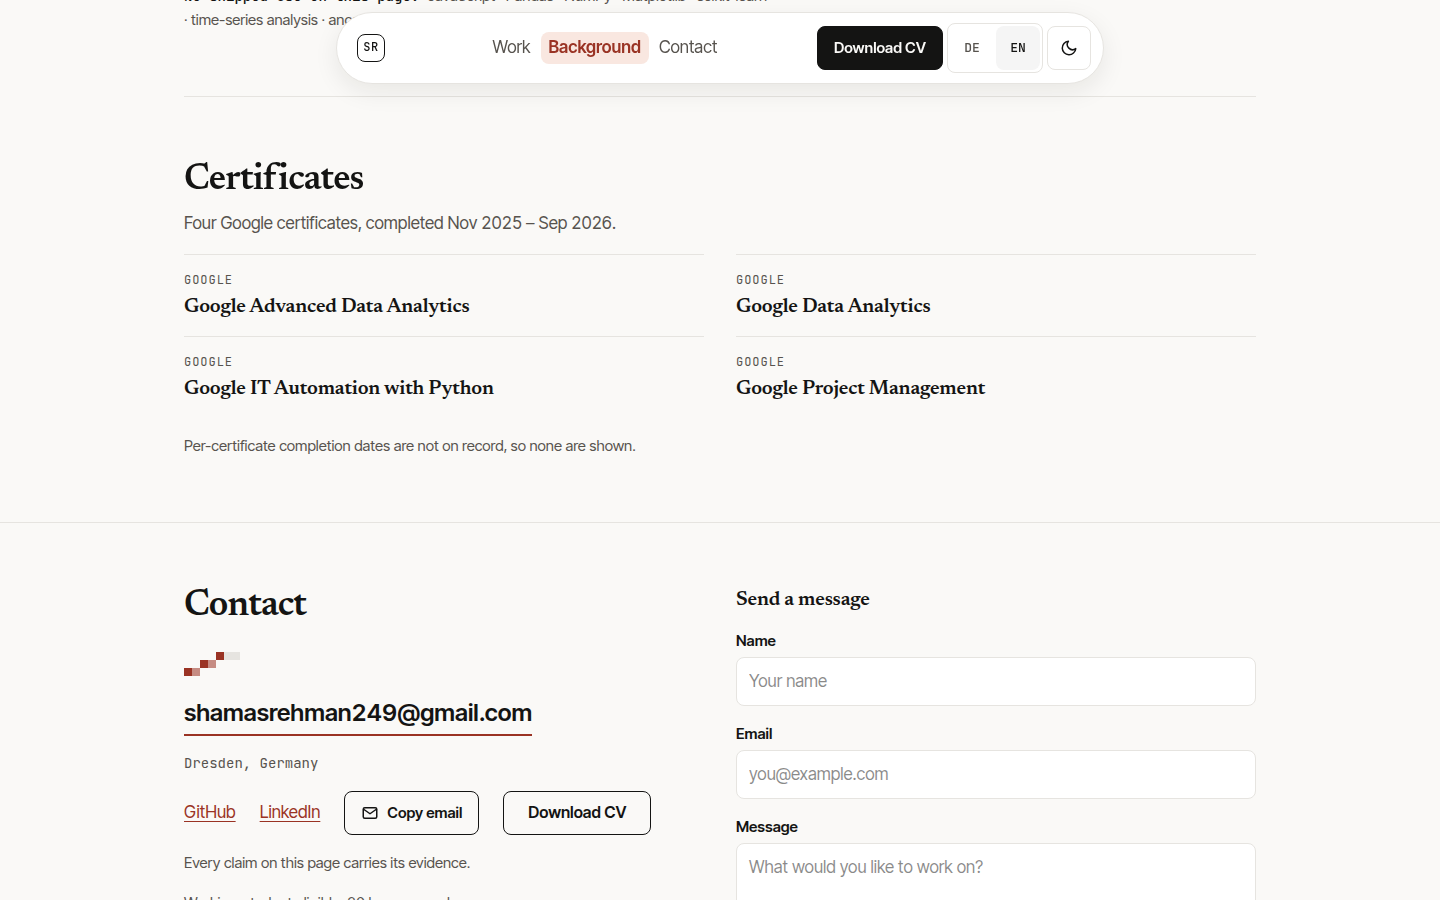 · time-series analysis ·
SR
Work Background Contact
Download CV
DE EN
Certificates
Four Google certificates, completed Nov 2025 – Sep 2026.
GOOGLE
Google Advanced Data Analytics
GOOGLE
Google Data Analytics
GOOGLE
Google IT Automation with Python
GOOGLE
Google Project Management
Per-certificate completion dates are not on record, so none are shown.
Contact
shamasrehman249@gmail.com
Dresden, Germany
GitHub LinkedIn Copy email Download CV
Every claim on this page carries its evidence.
Send a message
Name
Your name
Email
you@example.com
Message
What would you like to work on?